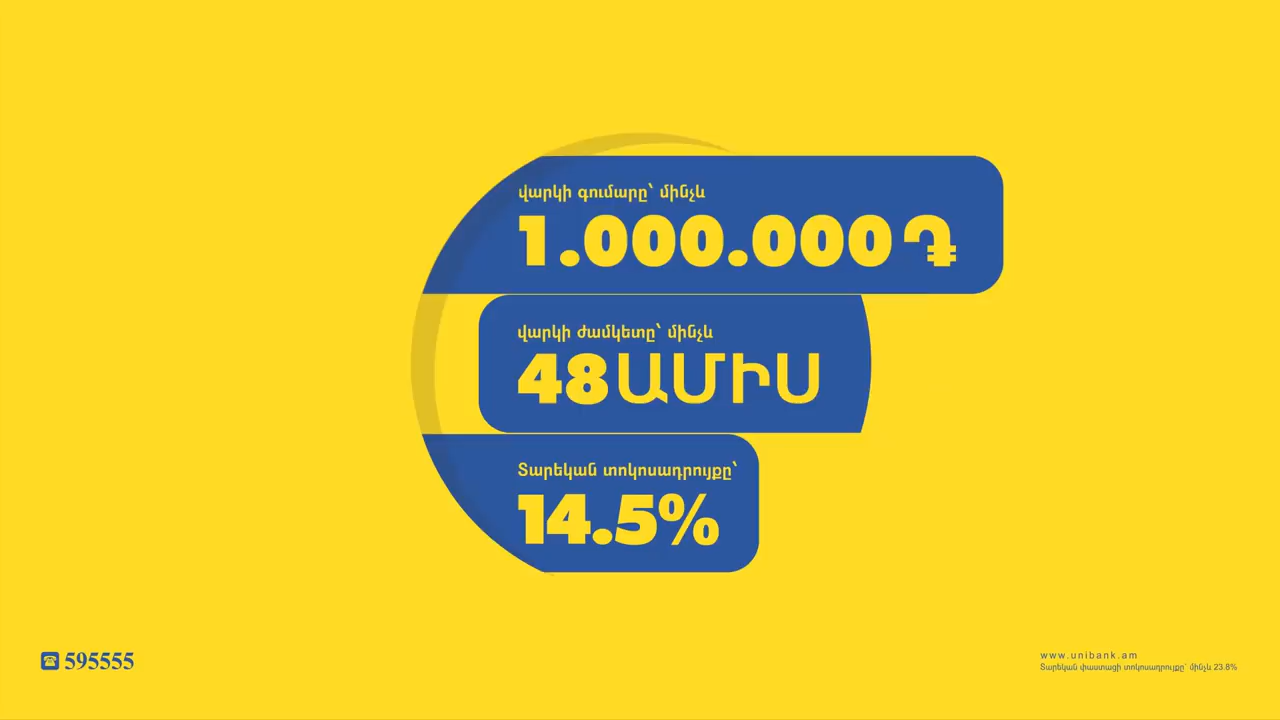 վարկի գումարը՝ մինչև
1.000.000 ֏
վարկի ժամկետը՝ մինչև
48 ԱՄԻՍ
Տարեկան տոկոսադրույքը՝
14.5%
595555
www.unibank.am
Տարեկան փաստացի տոկոսադրույքը՝ մինչև 23.8%